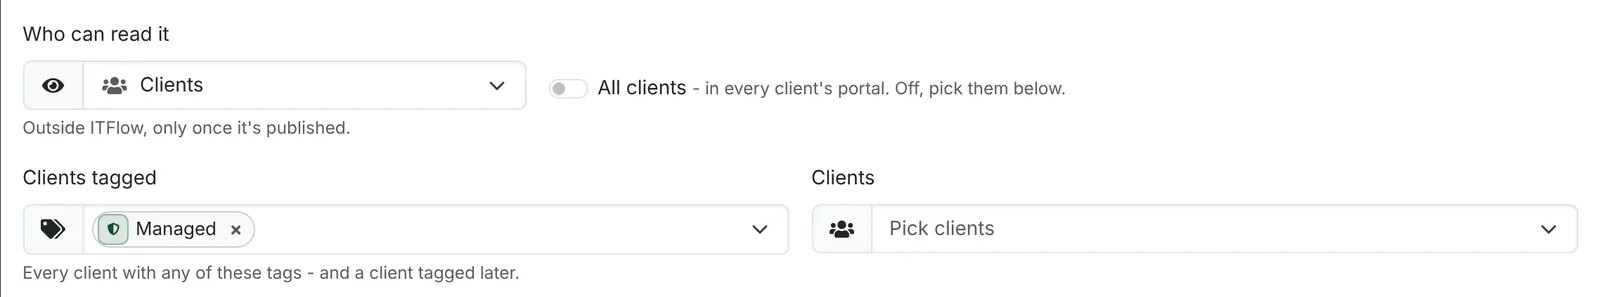 Who can read it
Clients
All clients - in every client's portal. Off, pick them below.
Outside ITFlow, only once it's published.
Clients tagged
Clients
Managed ×
Pick clients
Every client with any of these tags - and a client tagged later.